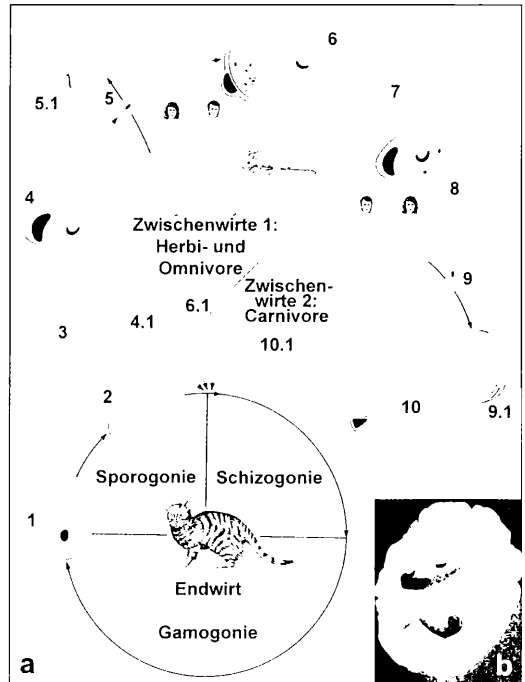 6
5.1
5
7
4
8
Zwischenwirte 1:
Herbi- und
Omnivore
Zwischen-
wirte 2:
Carnivore
9
6.1
4.1
10.1
3
2
10
9.1
Sporogonie
Schizogonie
1
Endwirt
Gamogonie
a
b